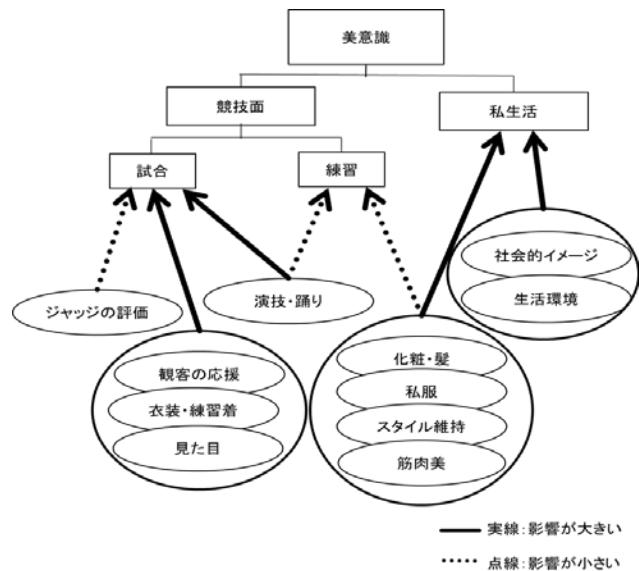 美意識
競技面
私生活
試合
練習
社会的イメージ
生活環境
ジャッジの評価
演技・踊り
観客の応援
衣装・練習着
見た目
化粧・髪
私服
スタイル維持
筋肉美
実線:影響が大きい
点線:影響が小さい